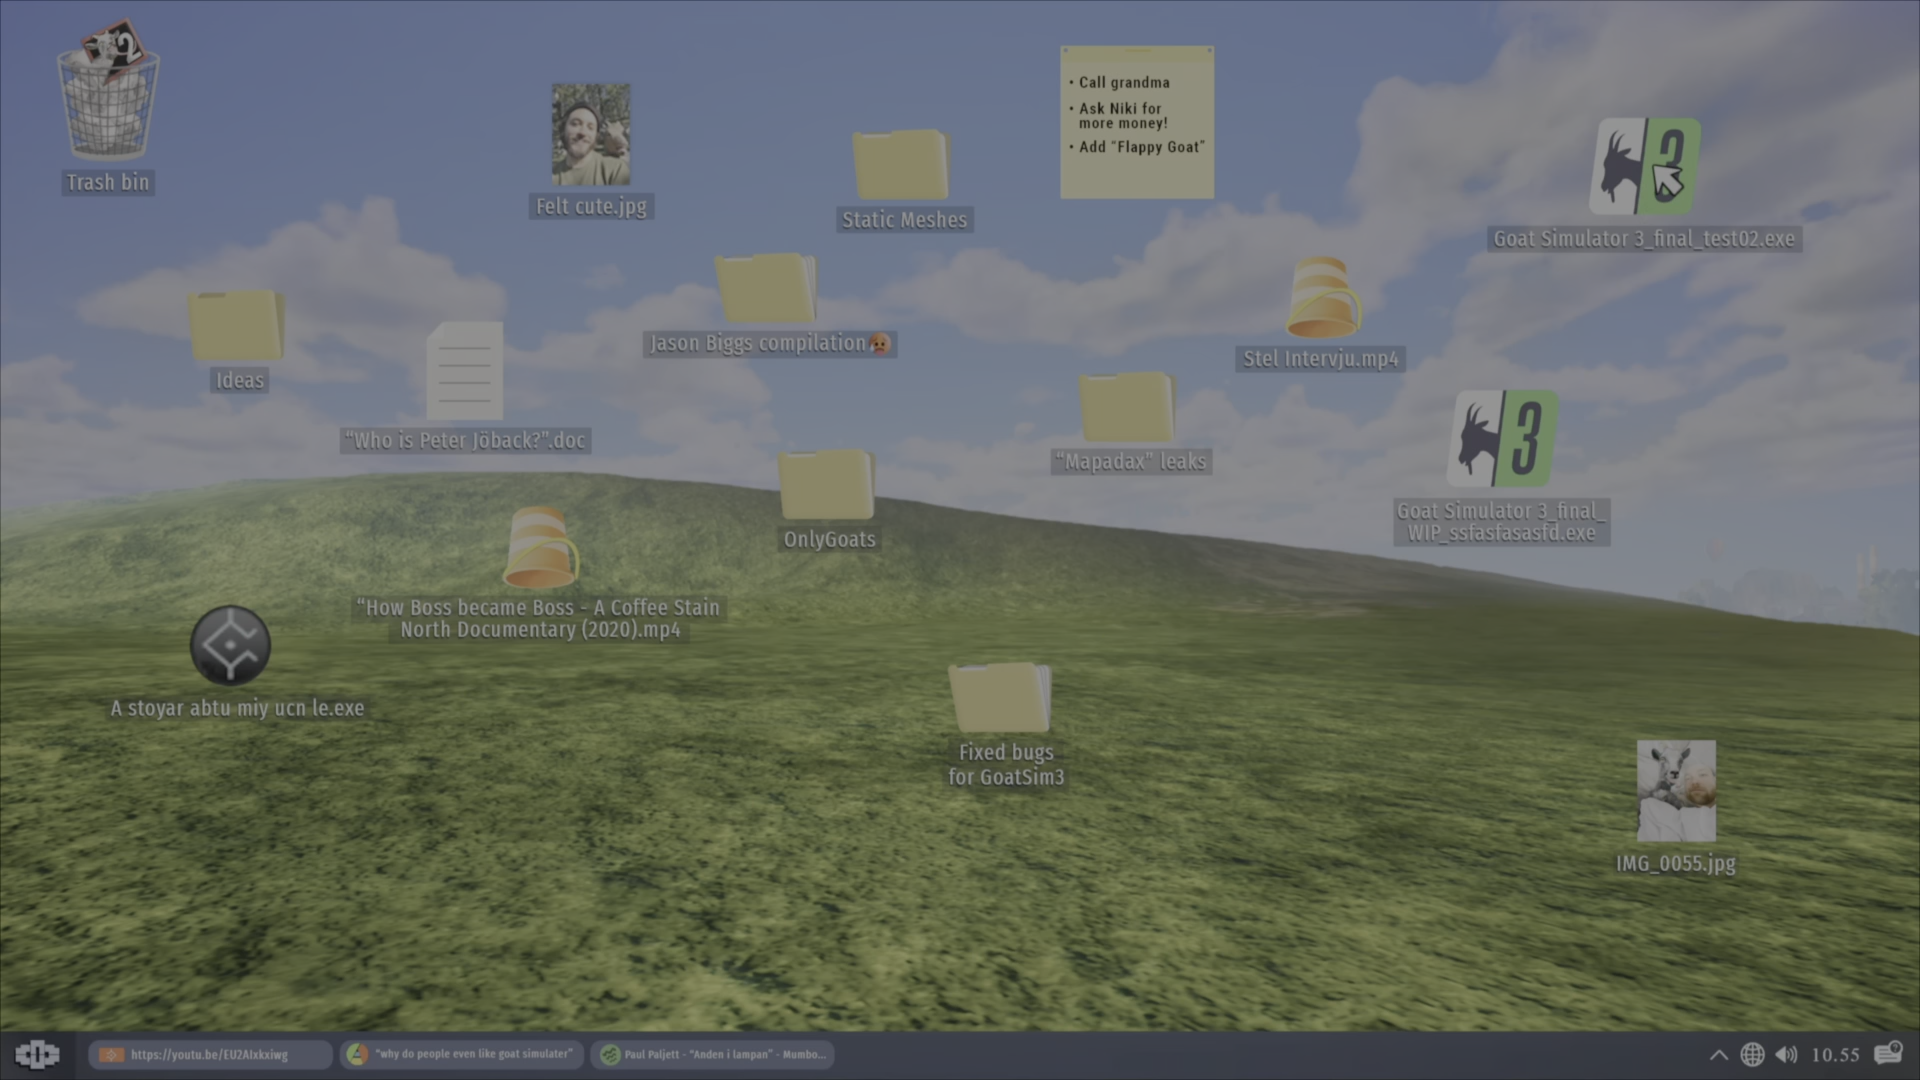 2
Trash bin
Felt cute.jpg
Static Meshes
• Call grandma
• Ask Niki for
more money!
• Add "Flappy Goat"
3
Goat Simulator 3_final_test02.exe
Ideas
"Who is Peter Jöback?".doc
Jason Biggs compilation🥵
Stel Intervju.mp4
"Mapadax" leaks
3
Goat Simulator 3_final_
WIP_ssfasfasasfd.exe
OnlyGoats
"How Boss became Boss - A Coffee Stain
North Documentary (2020).mp4
A stoyar abtu miy ucn le.exe
Fixed bugs
for GoatSim3
IMG_0055.jpg
https://youtu.be/EU2AIxkxiwg
"why do people even like goat simulater"
Paul Paljett - "Anden i lampan" - Mumbo...
10.55